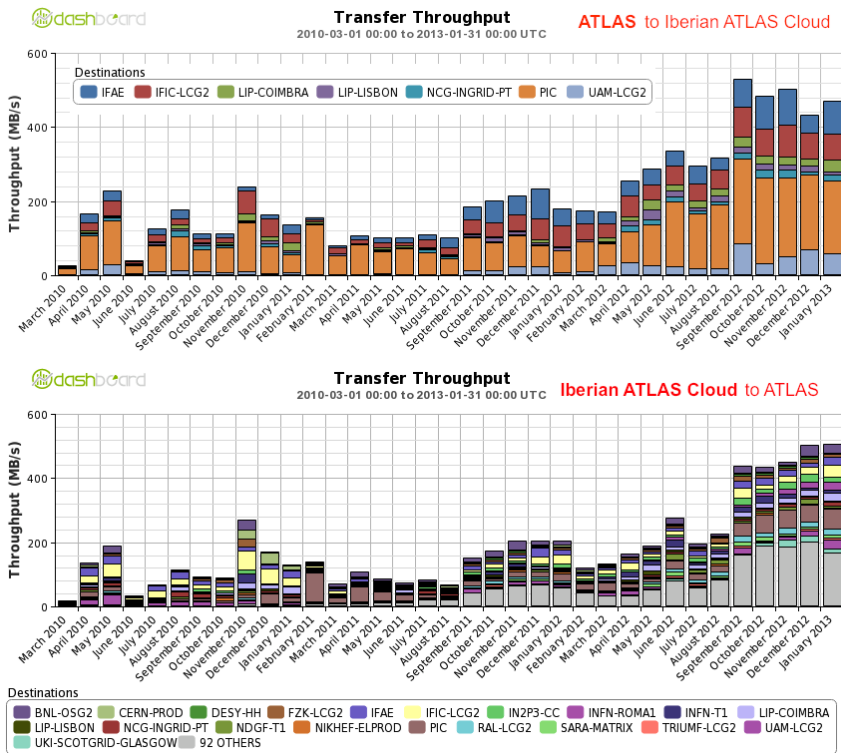 dashboard
Transfer Throughput
2010-03-01 00:00 to 2013-01-31 00:00 UTC
ATLAS to Iberian ATLAS Cloud
Throughput (MB/s)
600
400
200
0
Destinations
IFAE IFIC-LCG2 LIP-COIMBRA LIP-LISBON NCG-INGRID-PT PIC UAM-LCG2
March 2010
April 2010
May 2010
June 2010
July 2010
August 2010
September 2010
October 2010
November 2010
December 2010
January 2011
February 2011
March 2011
April 2011
May 2011
June 2011
July 2011
August 2011
September 2011
October 2011
November 2011
December 2011
January 2012
February 2012
March 2012
April 2012
May 2012
June 2012
July 2012
August 2012
September 2012
October 2012
November 2012
December 2012
January 2013
dashboard
Transfer Throughput
2010-03-01 00:00 to 2013-01-31 00:00 UTC
Iberian ATLAS Cloud to ATLAS
Throughput (MB/s)
600
400
200
0
March 2010
April 2010
May 2010
June 2010
July 2010
August 2010
September 2010
October 2010
November 2010
December 2010
January 2011
February 2011
March 2011
April 2011
May 2011
June 2011
July 2011
August 2011
September 2011
October 2011
November 2011
December 2011
January 2012
February 2012
March 2012
April 2012
May 2012
June 2012
July 2012
August 2012
September 2012
October 2012
November 2012
December 2012
January 2013
Destinations
BNL-OSG2 CERN-PROD DESY-HH FZK-LCG2 IFAE IFIC-LCG2 IN2P3-CC INFN-ROMA1 INFN-T1 LIP-COIMBRA
LIP-LISBON NCG-INGRID-PT NDGF-T1 NIKHEF-ELPROD PIC RAL-LCG2 SARA-MATRIX TRIUMF-LCG2 UAM-LCG2
UKI-SCOTGRID-GLASGOW 92 OTHERS